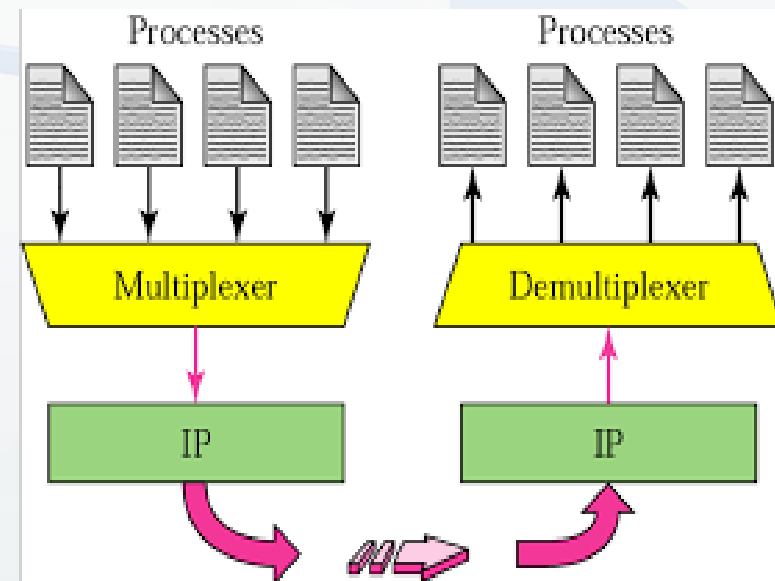 Processes
Processes
Multiplexer
Demultiplexer
IP
IP